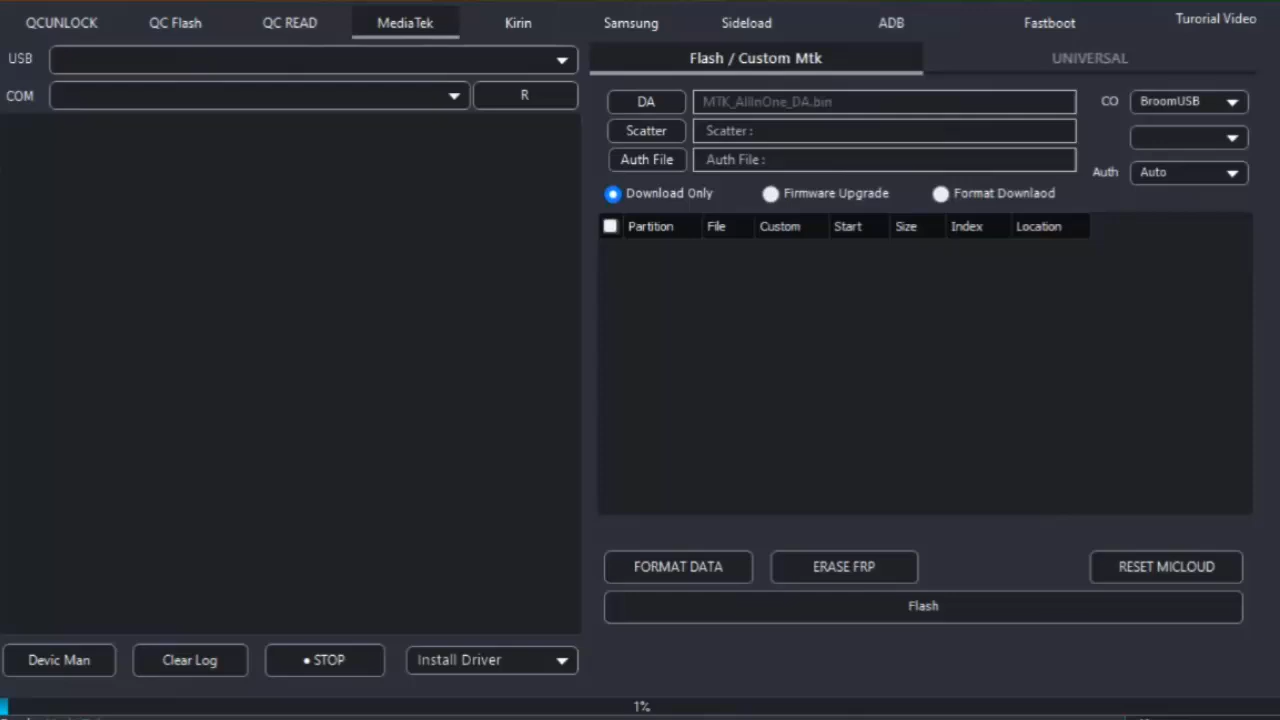 QCUNLOCK QC Flash QC READ MediaTek Kirin Samsung Sideload ADB Fastboot Turorial Video
USB
COM R
Flash / Custom Mtk UNIVERSAL
DA MTK_AllInOne_DA.bin CO BroomUSB
Scatter Scatter :
Auth File Auth File : Auth Auto
Download Only Firmware Upgrade Format Downlaod
Partition File Custom Start Size Index Location
FORMAT DATA ERASE FRP RESET MICLOUD
Flash
Devic Man Clear Log • STOP Install Driver
1%